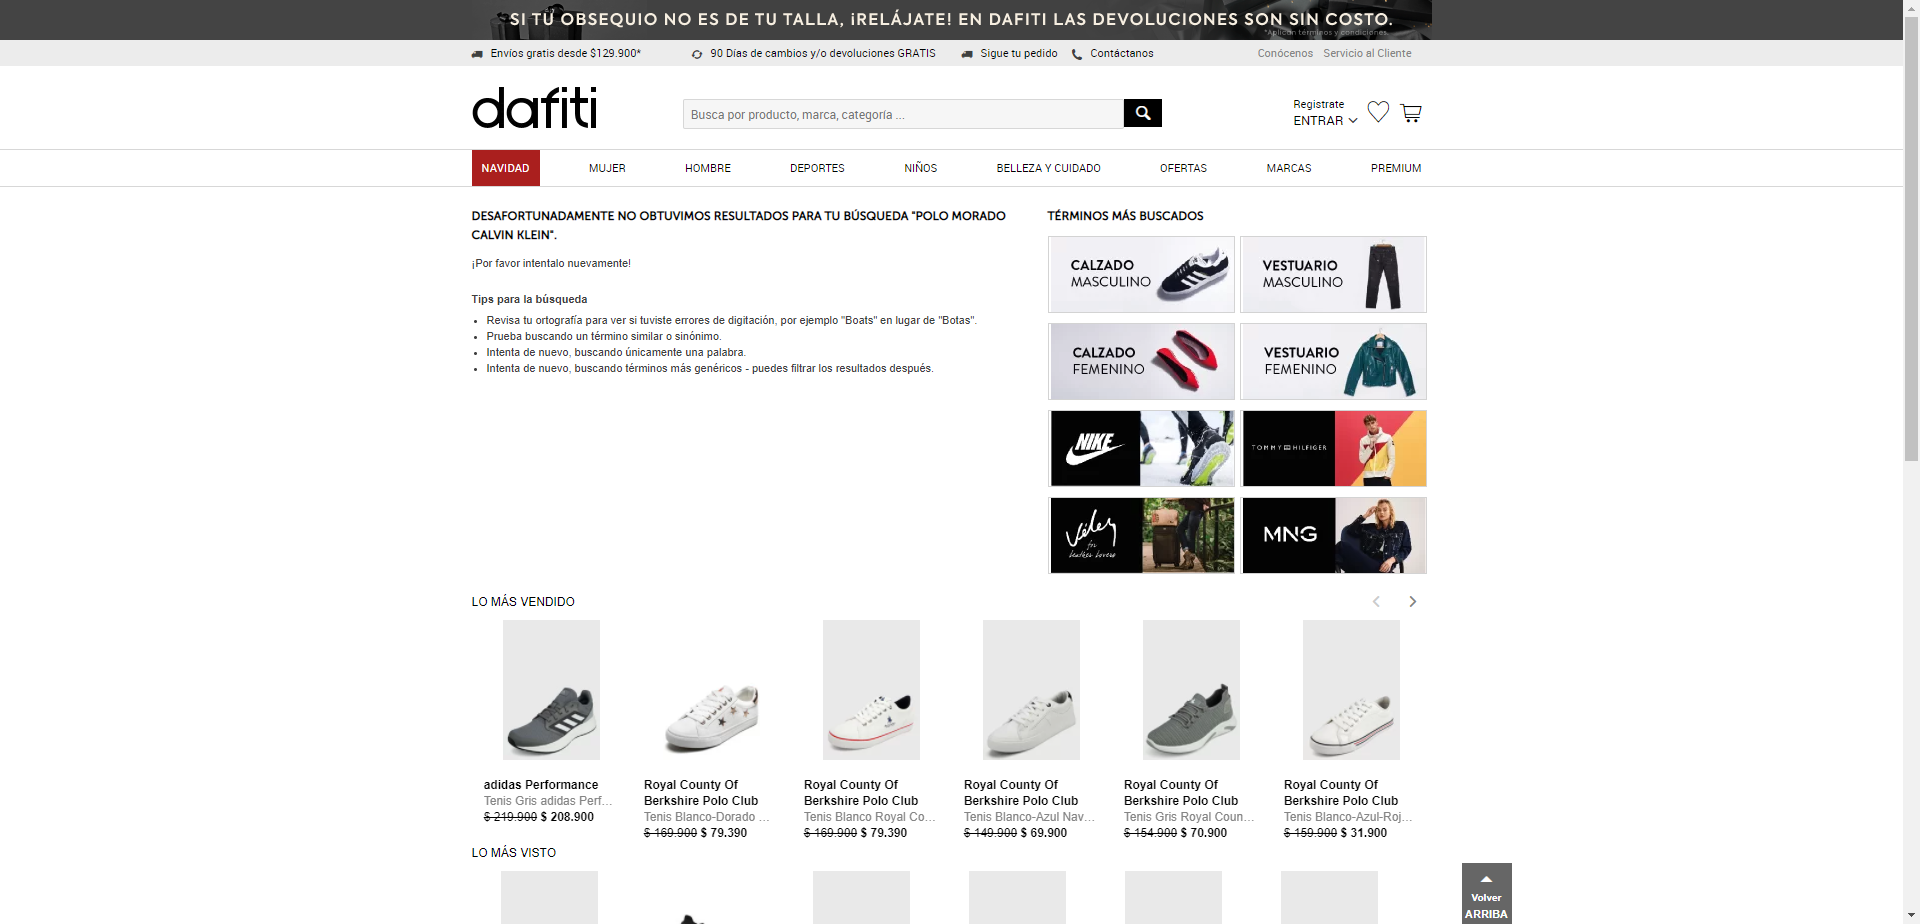 SI TU OBSEQUIO NO ES DE TU TALLA, ¡RELÁJATE! EN DAFITI LAS DEVOLUCIONES SON SIN COSTO.
*Aplican términos y condiciones.
Envíos gratis desde $129.900*
90 Días de cambios y/o devoluciones GRATIS
Sigue tu pedido
Contáctanos
Conócenos
Servicio al Cliente
dafiti
Busca por producto, marca, categoría ...
Registrate
ENTRAR
NAVIDAD
MUJER
HOMBRE
DEPORTES
NIÑOS
BELLEZA Y CUIDADO
OFERTAS
MARCAS
PREMIUM
DESAFORTUNADAMENTE NO OBTUVIMOS RESULTADOS PARA TU BÚSQUEDA "POLO MORADO
CALVIN KLEIN".
¡Por favor intentalo nuevamente!
Tips para la búsqueda
Revisa tu ortografía para ver si tuviste errores de digitación, por ejemplo "Boats" en lugar de "Botas".
Prueba buscando un término similar o sinónimo.
Intenta de nuevo, buscando únicamente una palabra.
Intenta de nuevo, buscando términos más genéricos - puedes filtrar los resultados después.
TÉRMINOS MÁS BUSCADOS
CALZADO
MASCULINO
VESTUARIO
MASCULINO
CALZADO
FEMENINO
VESTUARIO
FEMENINO
NIKE
TOMMY HILFIGER
Vélez
for
Leather Lovers
MNG
LO MÁS VENDIDO
adidas Performance
Tenis Gris adidas Perf...
$ 219.900 $ 208.900
Royal County Of
Berkshire Polo Club
Tenis Blanco-Dorado ...
$ 169.900 $ 79.390
Royal County Of
Berkshire Polo Club
Tenis Blanco Royal Co...
$ 169.900 $ 79.390
Royal County Of
Berkshire Polo Club
Tenis Blanco-Azul Nav...
$ 149.900 $ 69.900
Royal County Of
Berkshire Polo Club
Tenis Gris Royal Coun...
$ 154.900 $ 70.900
Royal County Of
Berkshire Polo Club
Tenis Blanco-Azul-Roj...
$ 159.900 $ 31.900
LO MÁS VISTO
Volver
ARRIBA